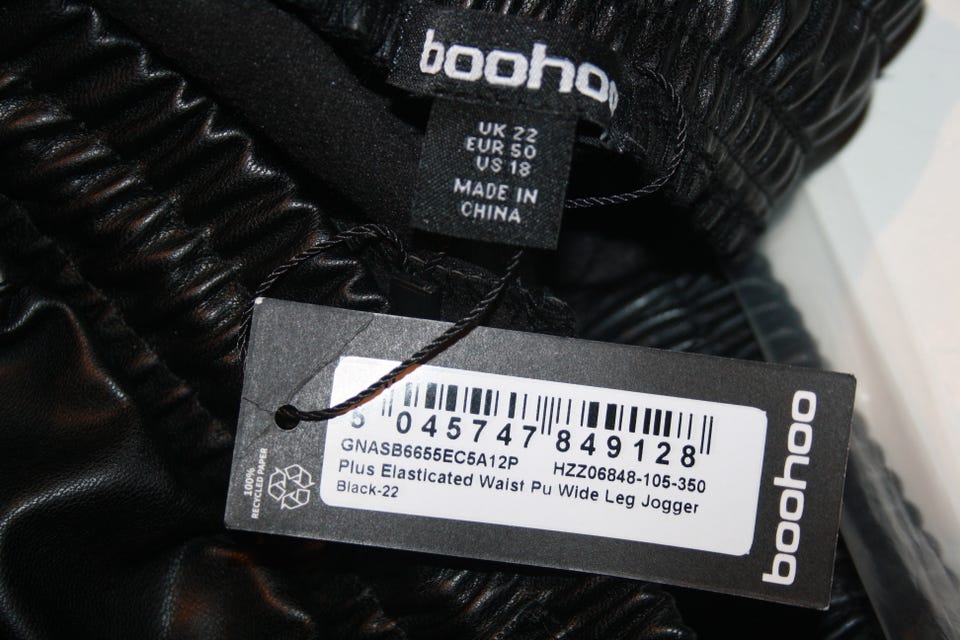 boohoo
UK 22
EUR 50
US 18
MADE IN
CHINA
5 045747 849128
GNASB6655EC5A12P HZZ06848-105-350
Plus Elasticated Waist Pu Wide Leg Jogger
Black-22
100%
RECYCLED PAPER
boohoo